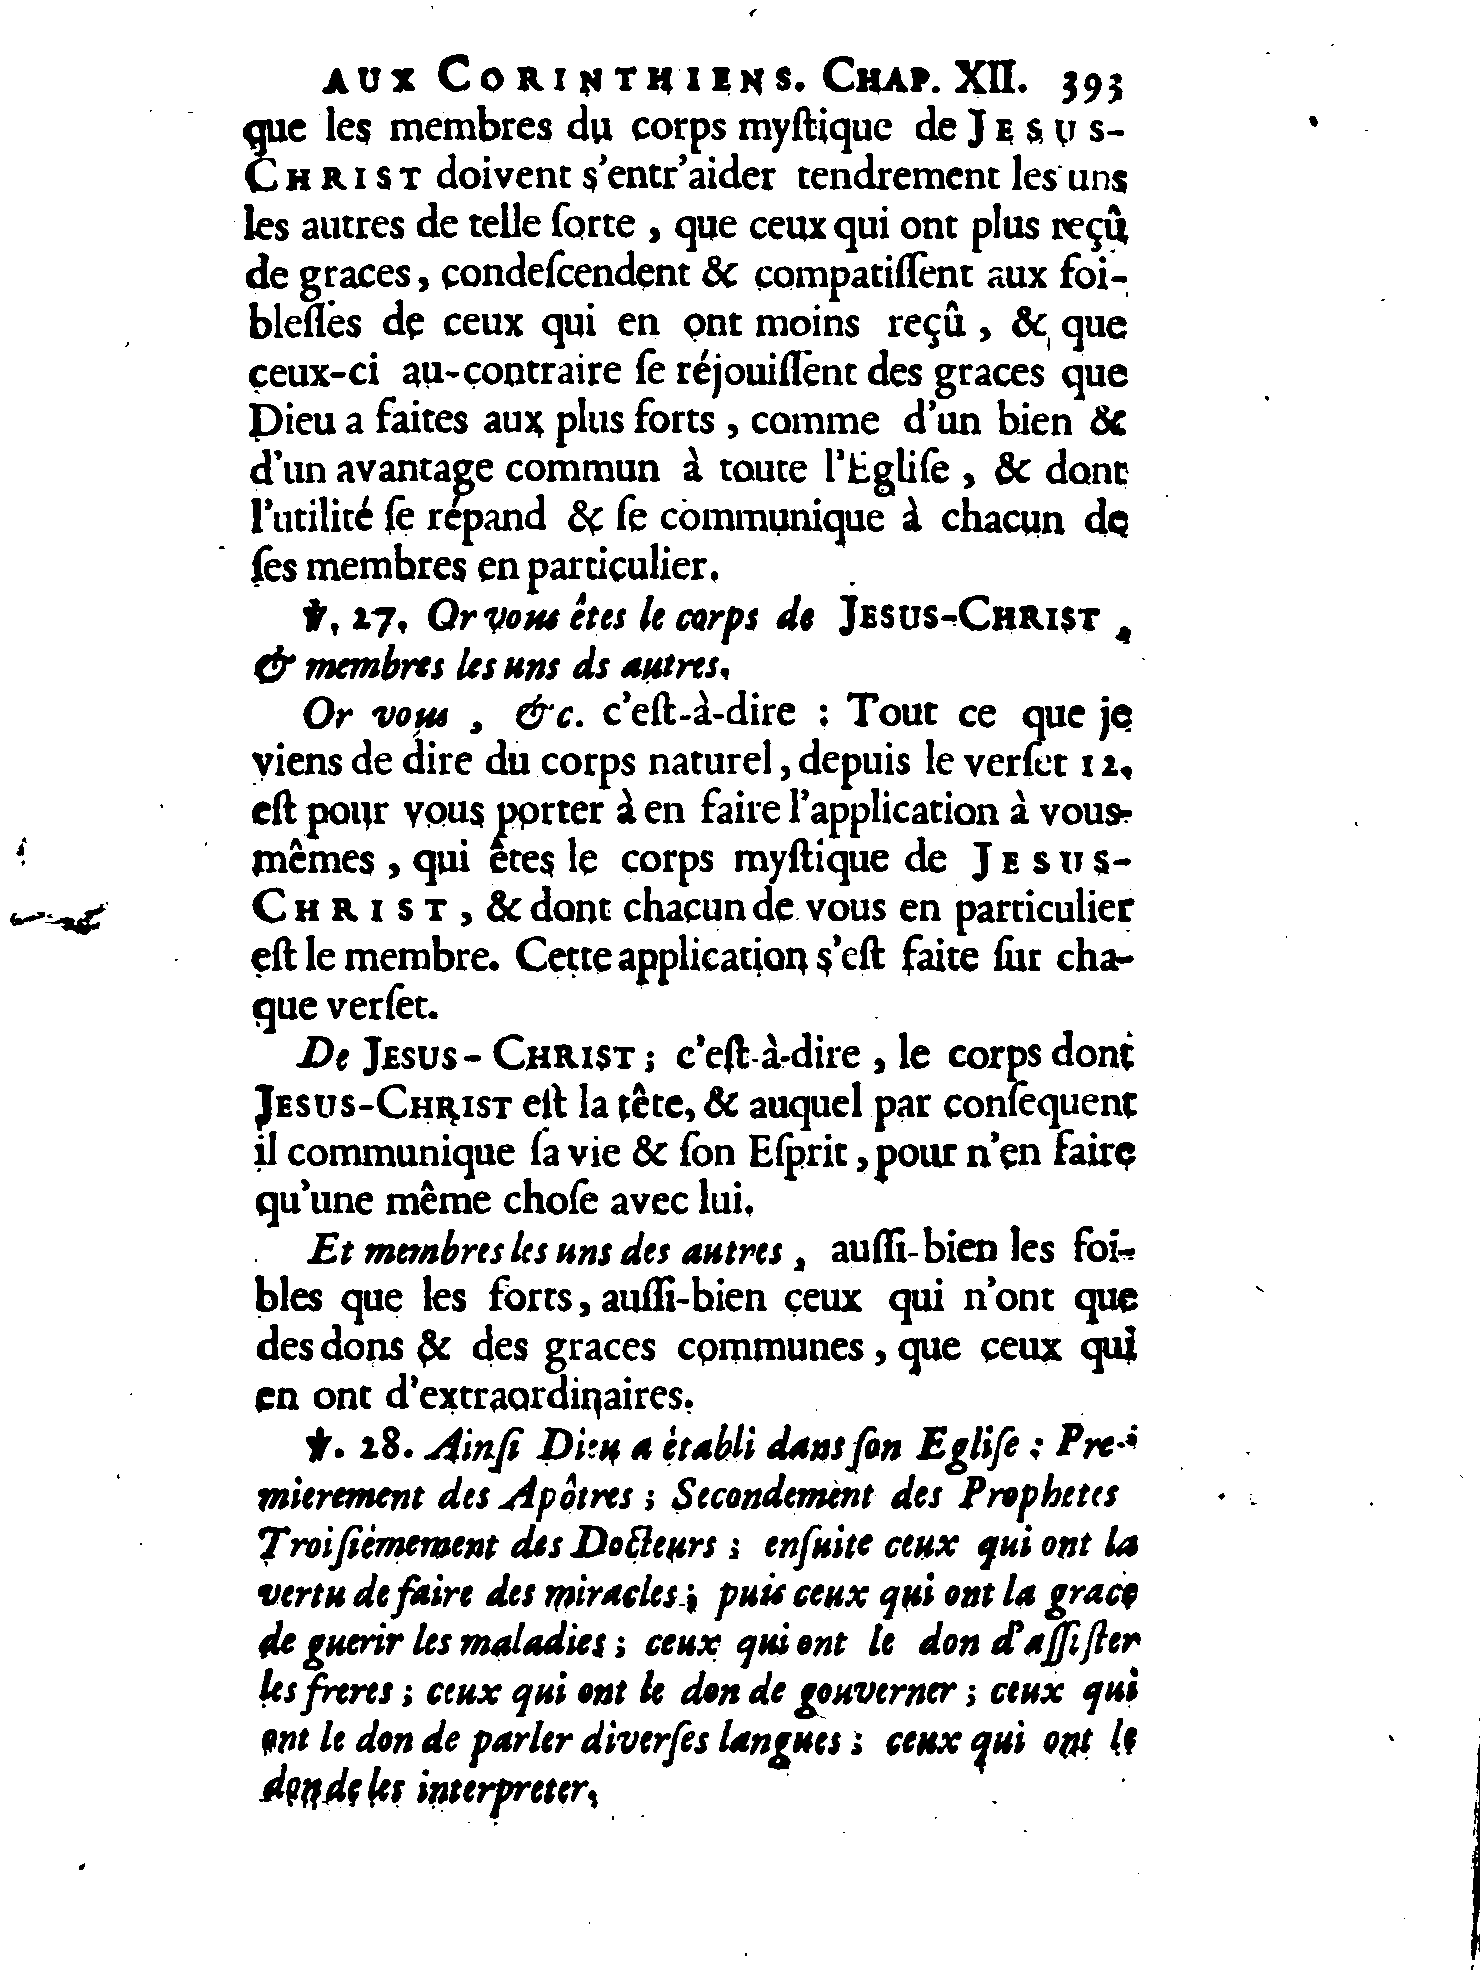 AUX CORINTHIENS. CHAP. XII. 393
que les membres du corps myſtique de JESUS-
CHRIST doivent s'entr'aider tendrement les uns
les autres de telle ſorte, que ceux qui ont plus reçû
de graces, condeſcendent & compatiſſent aux foi-
bleſſes de ceux qui en ont moins reçû, & que
ceux-ci au-contraire ſe réjouiſſent des graces que
Dieu a faites aux plus forts, comme d'un bien &
d'un avantage commun à toute l'Egliſe, & dont
l'utilité ſe répand & ſe communique à chacun de
ſes membres en particulier.
℣. 27. Or vous êtes le corps de JESUS-CHRIST,
& membres les uns ds autres.
Or vous, &c. c'eſt-à-dire : Tout ce que je
viens de dire du corps naturel, depuis le verſet 12.
eſt pour vous porter à en faire l'application à vous-
mêmes, qui êtes le corps myſtique de JESUS-
CHRIST, & dont chacun de vous en particulier
eſt le membre. Cette application s'eſt faite ſur cha-
que verſet.
De JESUS-CHRIST; c'eſt-à-dire, le corps dont
JESUS-CHRIST eſt la tête, & auquel par conſequent
il communique ſa vie & ſon Eſprit, pour n'en faire
qu'une même choſe avec lui.
Et membres les uns des autres, auſſi-bien les foi-
bles que les forts, auſſi-bien ceux qui n'ont que
des dons & des graces communes, que ceux qui
en ont d'extraordinaires.
℣. 28. Ainſi Dieu a établi dans ſon Egliſe : Pre-
mierement des Apôtres ; Secondement des Prophetes
Troiſièmement des Docteurs ; enſuite ceux qui ont la
vertu de faire des miracles ; puis ceux qui ont la grace
de guerir les maladies ; ceux qui ont le don d'aſſiſter
les freres ; ceux qui ont le don de gouverner ; ceux qui
ont le don de parler diverſes langues ; ceux qui ont le
don de les interpreter.